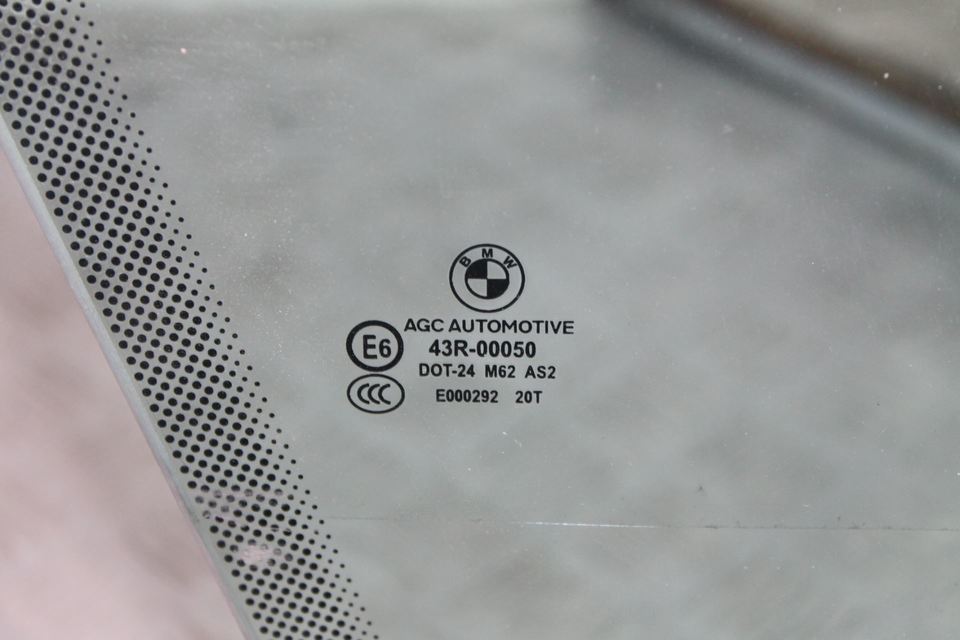 BMW
AGC AUTOMOTIVE
E6 43R-00050
DOT-24 M62 AS2
CCC E000292 20T